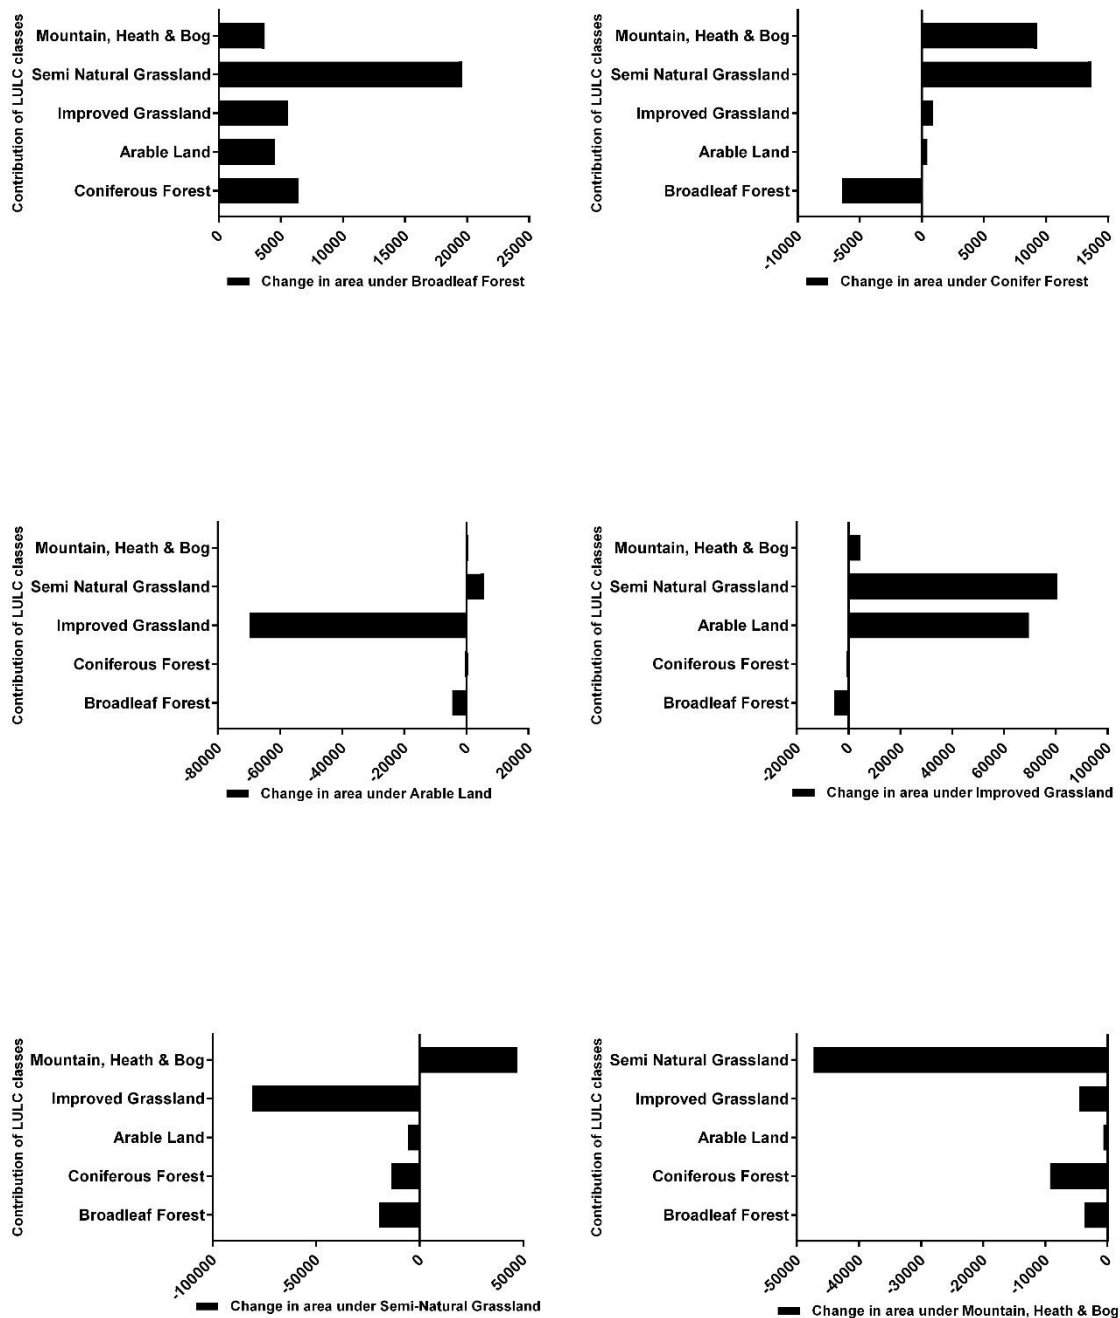 Contribution of LULC classes
Mountain, Heath & Bog
Semi Natural Grassland
Improved Grassland
Arable Land
Coniferous Forest
0
5000
10000
15000
20000
25000
Change in area under Broadleaf Forest
Contribution of LULC classes
Mountain, Heath & Bog
Semi Natural Grassland
Improved Grassland
Arable Land
Broadleaf Forest
-10000
-5000
0
5000
10000
15000
Change in area under Conifer Forest
Contribution of LULC classes
Mountain, Heath & Bog
Semi Natural Grassland
Improved Grassland
Coniferous Forest
Broadleaf Forest
-80000
-60000
-40000
-20000
0
20000
Change in area under Arable Land
Contribution of LULC classes
Mountain, Heath & Bog
Semi Natural Grassland
Arable Land
Coniferous Forest
Broadleaf Forest
-20000
0
20000
40000
60000
80000
100000
Change in area under Improved Grassland
Contribution of LULC classes
Mountain, Heath & Bog
Improved Grassland
Arable Land
Coniferous Forest
Broadleaf Forest
-100000
-50000
0
50000
Change in area under Semi-Natural Grassland
Contribution of LULC classes
Semi Natural Grassland
Improved Grassland
Arable Land
Coniferous Forest
Broadleaf Forest
-50000
-40000
-30000
-20000
-10000
0
Change in area under Mountain, Heath & Bog